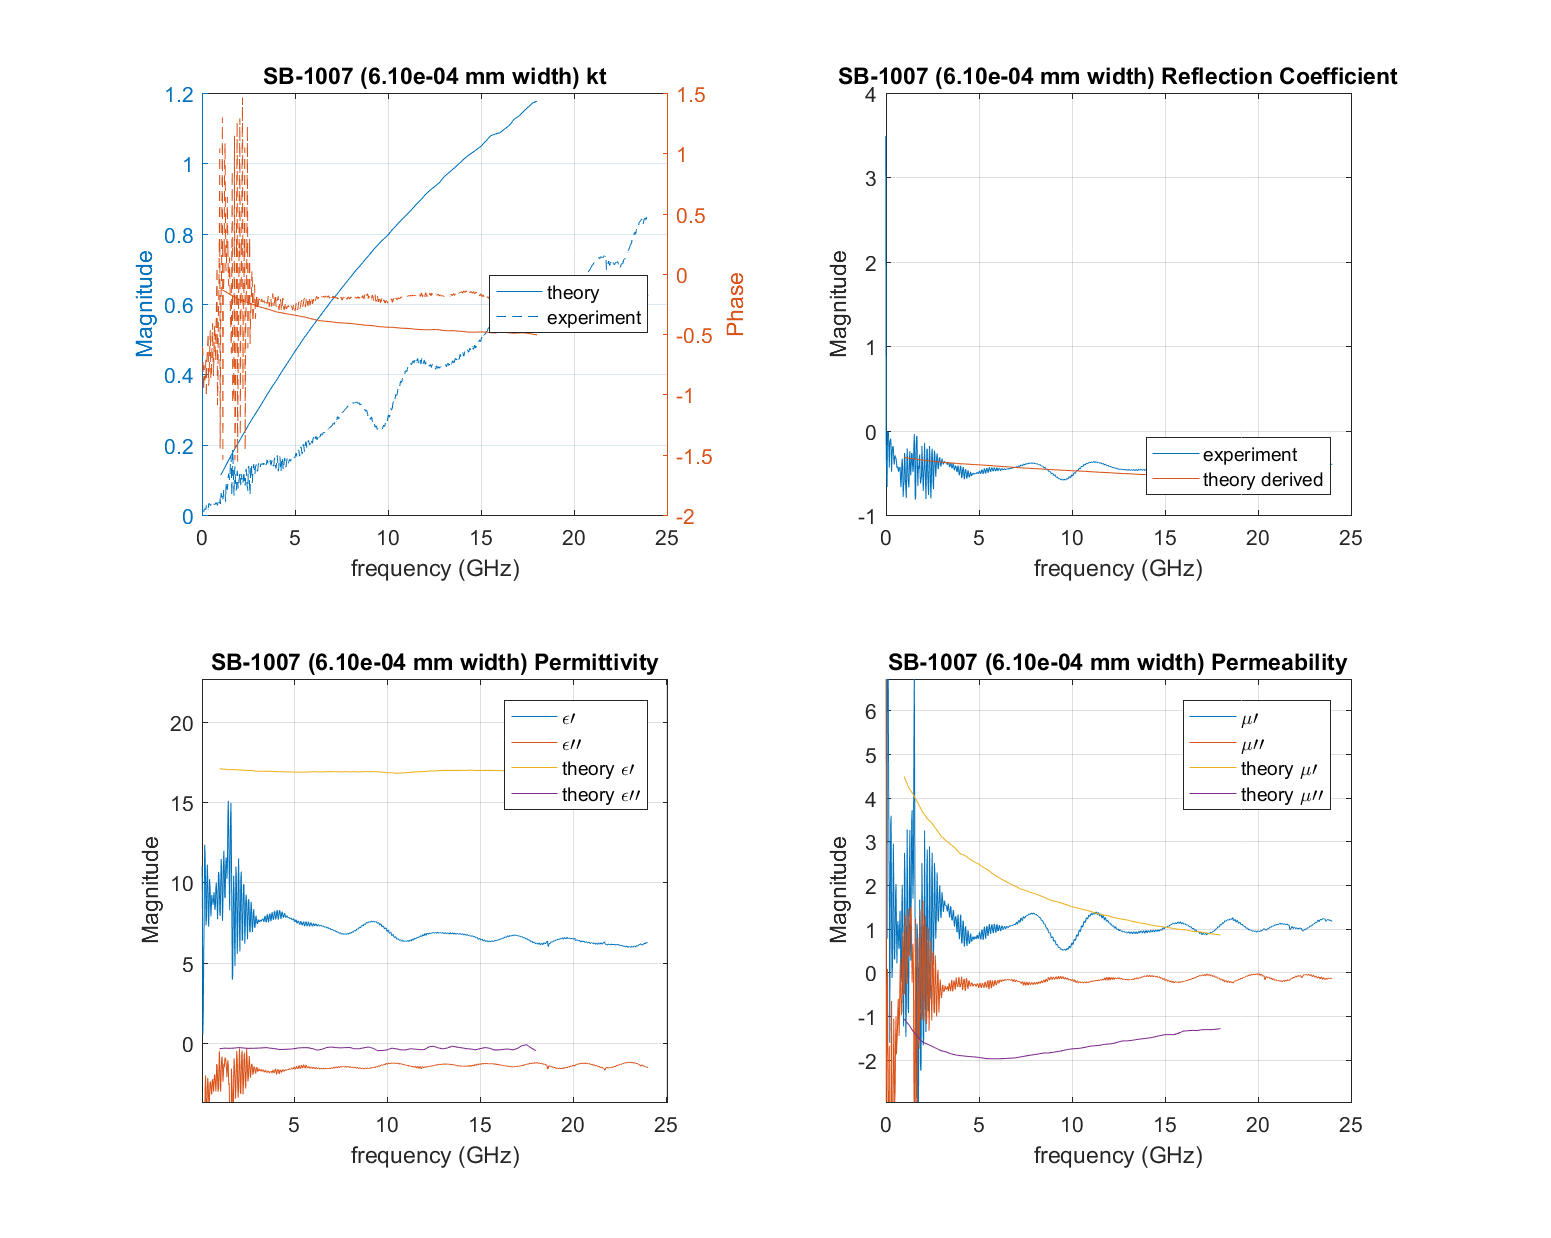 SB-1007 (6.10e-04 mm width) kt
1.2
1
0.8
0.6
0.4
0.2
0
Magnitude
1.5
1
0.5
0
-0.5
-1
-1.5
-2
Phase
theory
experiment
0 5 10 15 20 25
frequency (GHz)
SB-1007 (6.10e-04 mm width) Reflection Coefficient
4
3
2
1
0
-1
Magnitude
experiment
theory derived
0 5 10 15 20 25
frequency (GHz)
SB-1007 (6.10e-04 mm width) Permittivity
20
15
10
5
0
Magnitude
ϵ′
ϵ′′
theory ϵ′
theory ϵ′′
5 10 15 20 25
frequency (GHz)
SB-1007 (6.10e-04 mm width) Permeability
6
5
4
3
2
1
0
-1
-2
Magnitude
μ′
μ′′
theory μ′
theory μ′′
0 5 10 15 20 25
frequency (GHz)